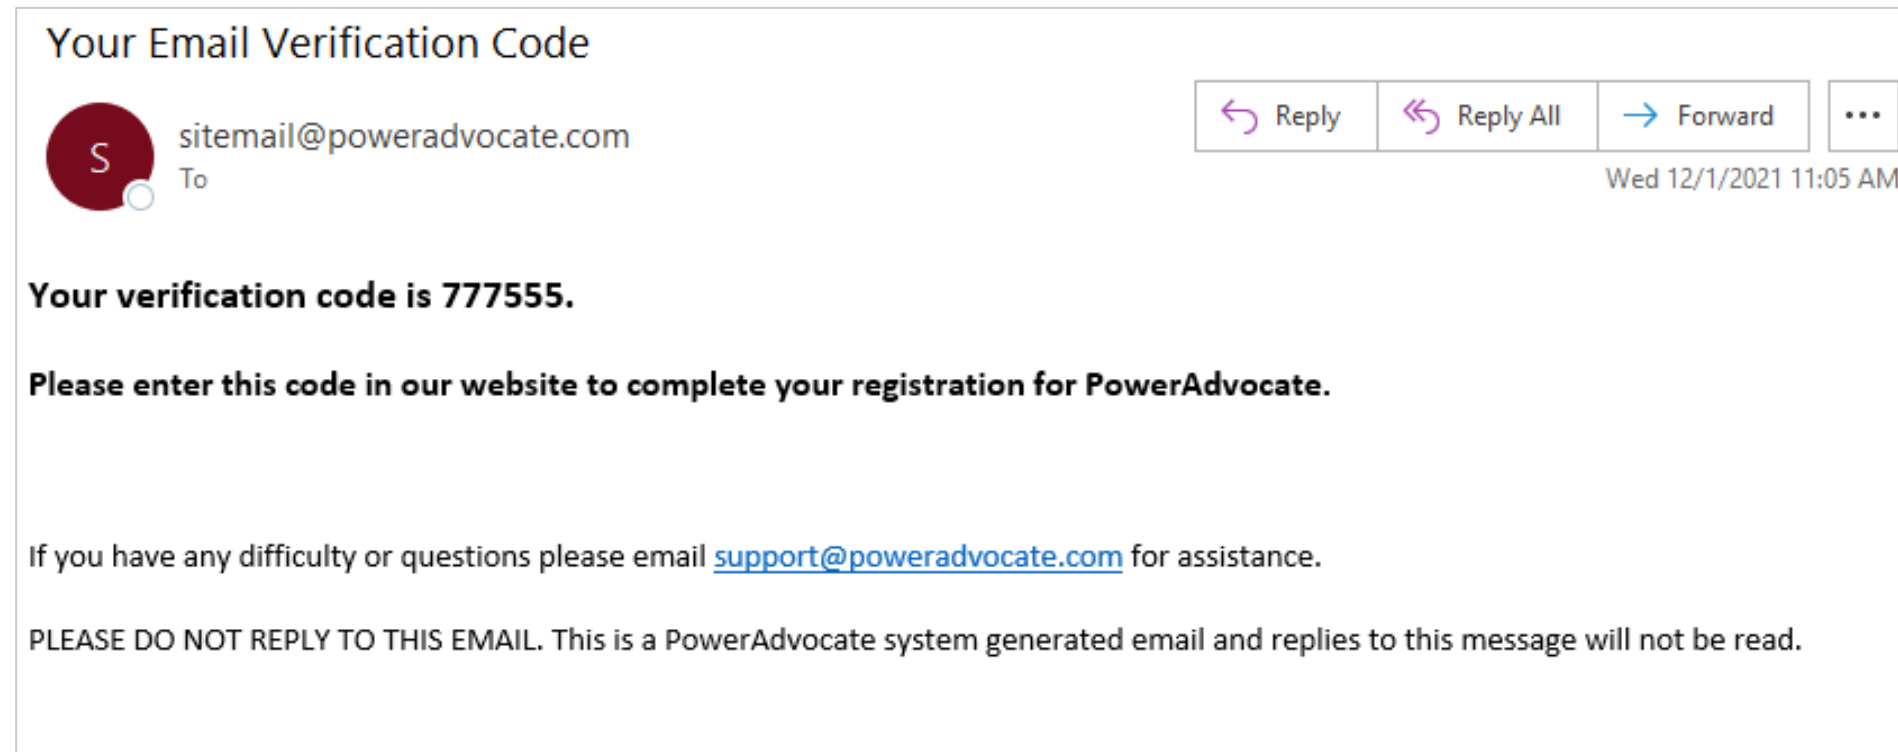 Your Email Verification Code
S
sitemail@poweradvocate.com
To
Reply
Reply All
Forward
...
Wed 12/1/2021 11:05 AM
Your verification code is 777555.
Please enter this code in our website to complete your registration for PowerAdvocate.
If you have any difficulty or questions please email support@poweradvocate.com for assistance.
PLEASE DO NOT REPLY TO THIS EMAIL. This is a PowerAdvocate system generated email and replies to this message will not be read.